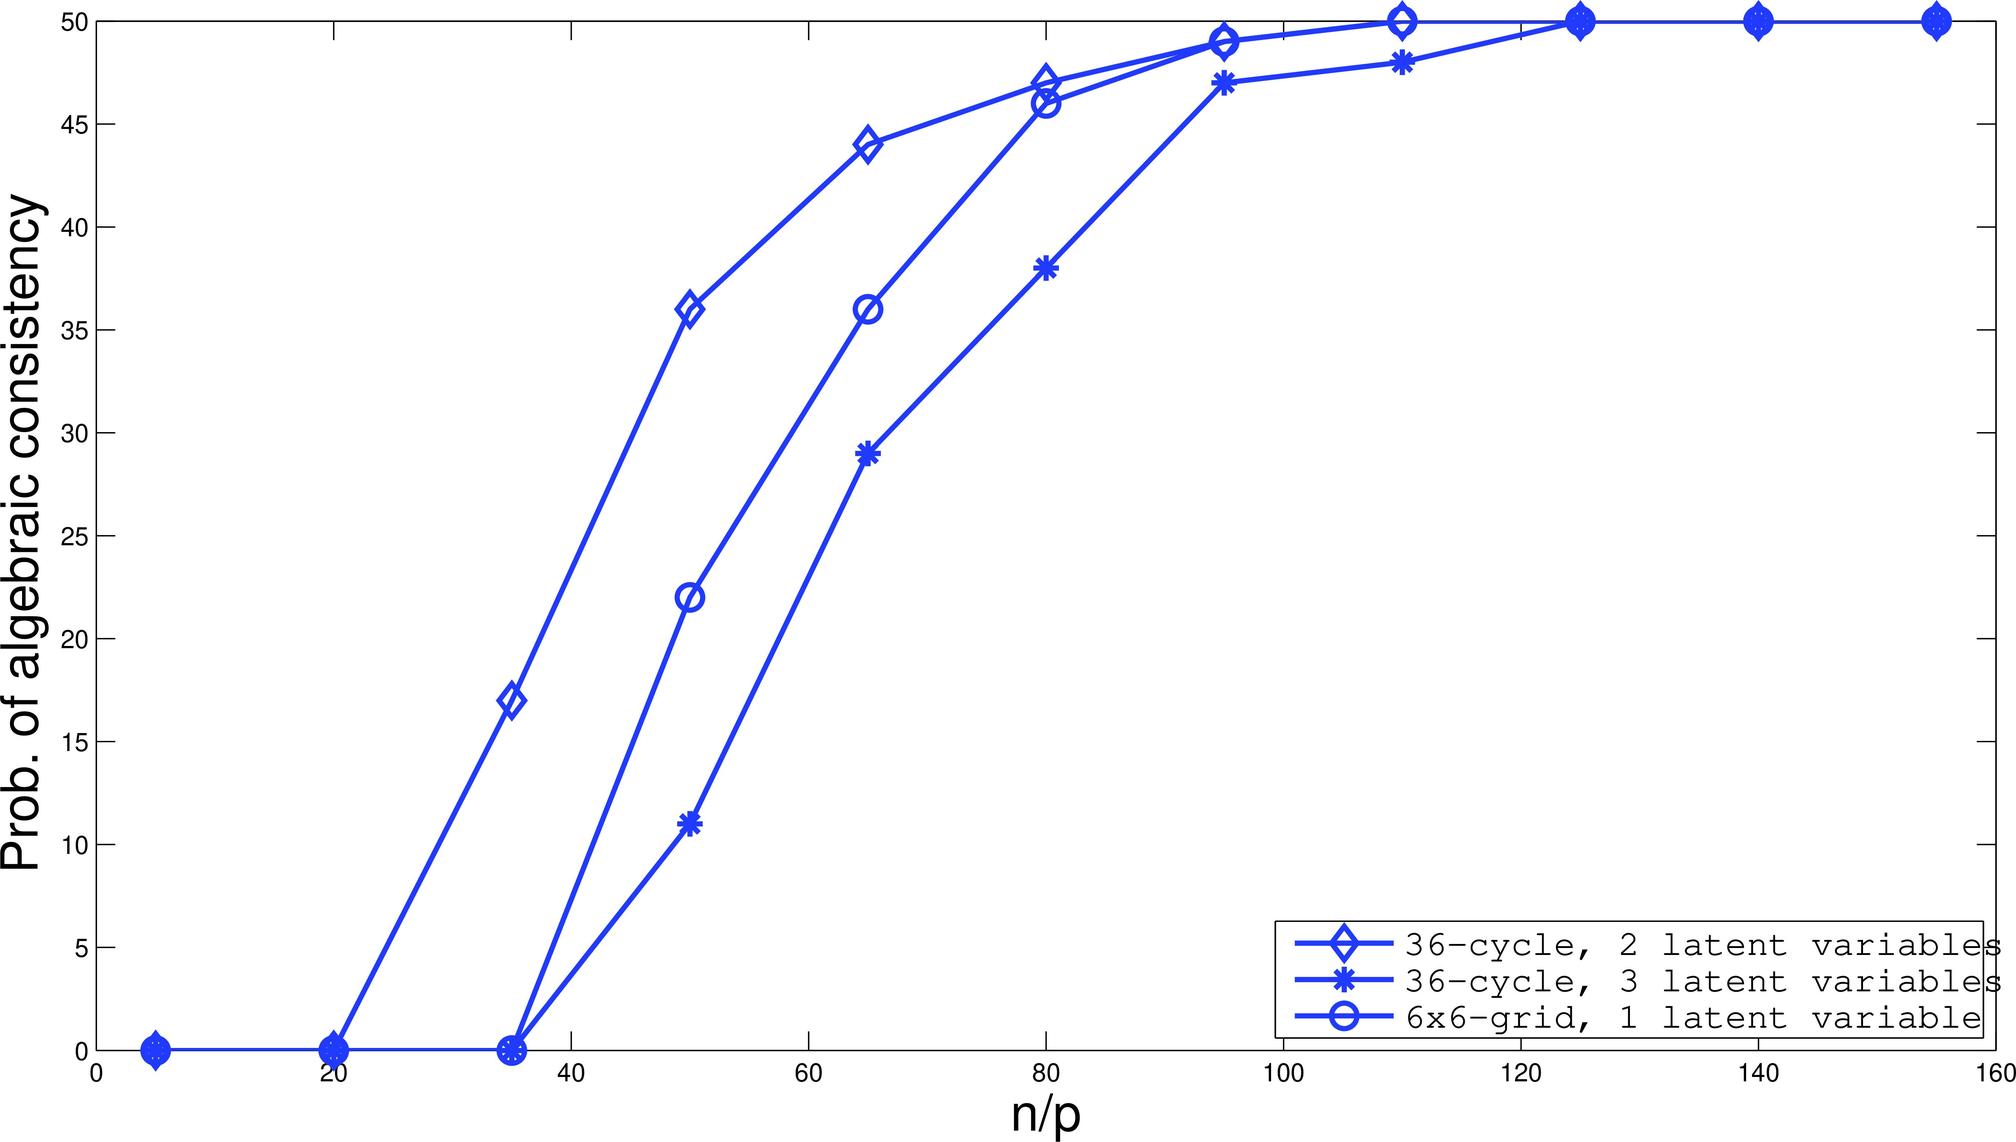 Prob. of algebraic consistency
50
45
40
35
30
25
20
15
10
5
0
0 20 40 60 80 100 120 140 160
n/p
36-cycle, 2 latent variables
36-cycle, 3 latent variables
6x6-grid, 1 latent variable